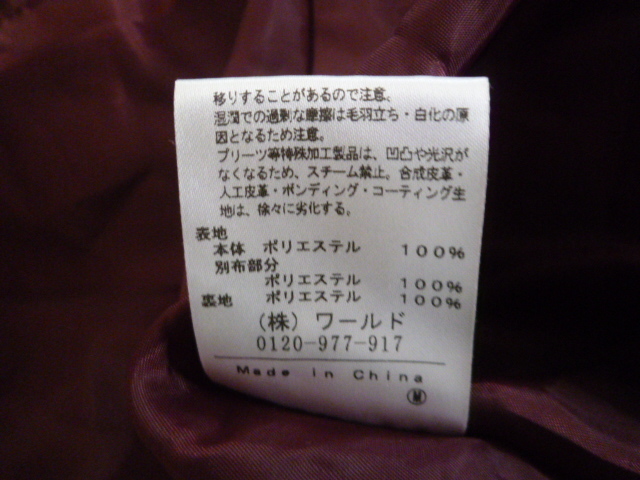 移りすることがあるので注意。
湿潤での過剰な摩擦は毛羽立ち・白化の原
因となるため注意。
プリーツ等特殊加工製品は、凹凸や光沢が
なくなるため、スチーム禁止。合成皮革・
人工皮革・ボンディング・コーティング生
地は、徐々に劣化する。
表地
本体 ポリエステル 100%
別布部分
ポリエステル 100%
裏地 ポリエステル 100%
(株) ワールド
0120-977-917
Made in China
M